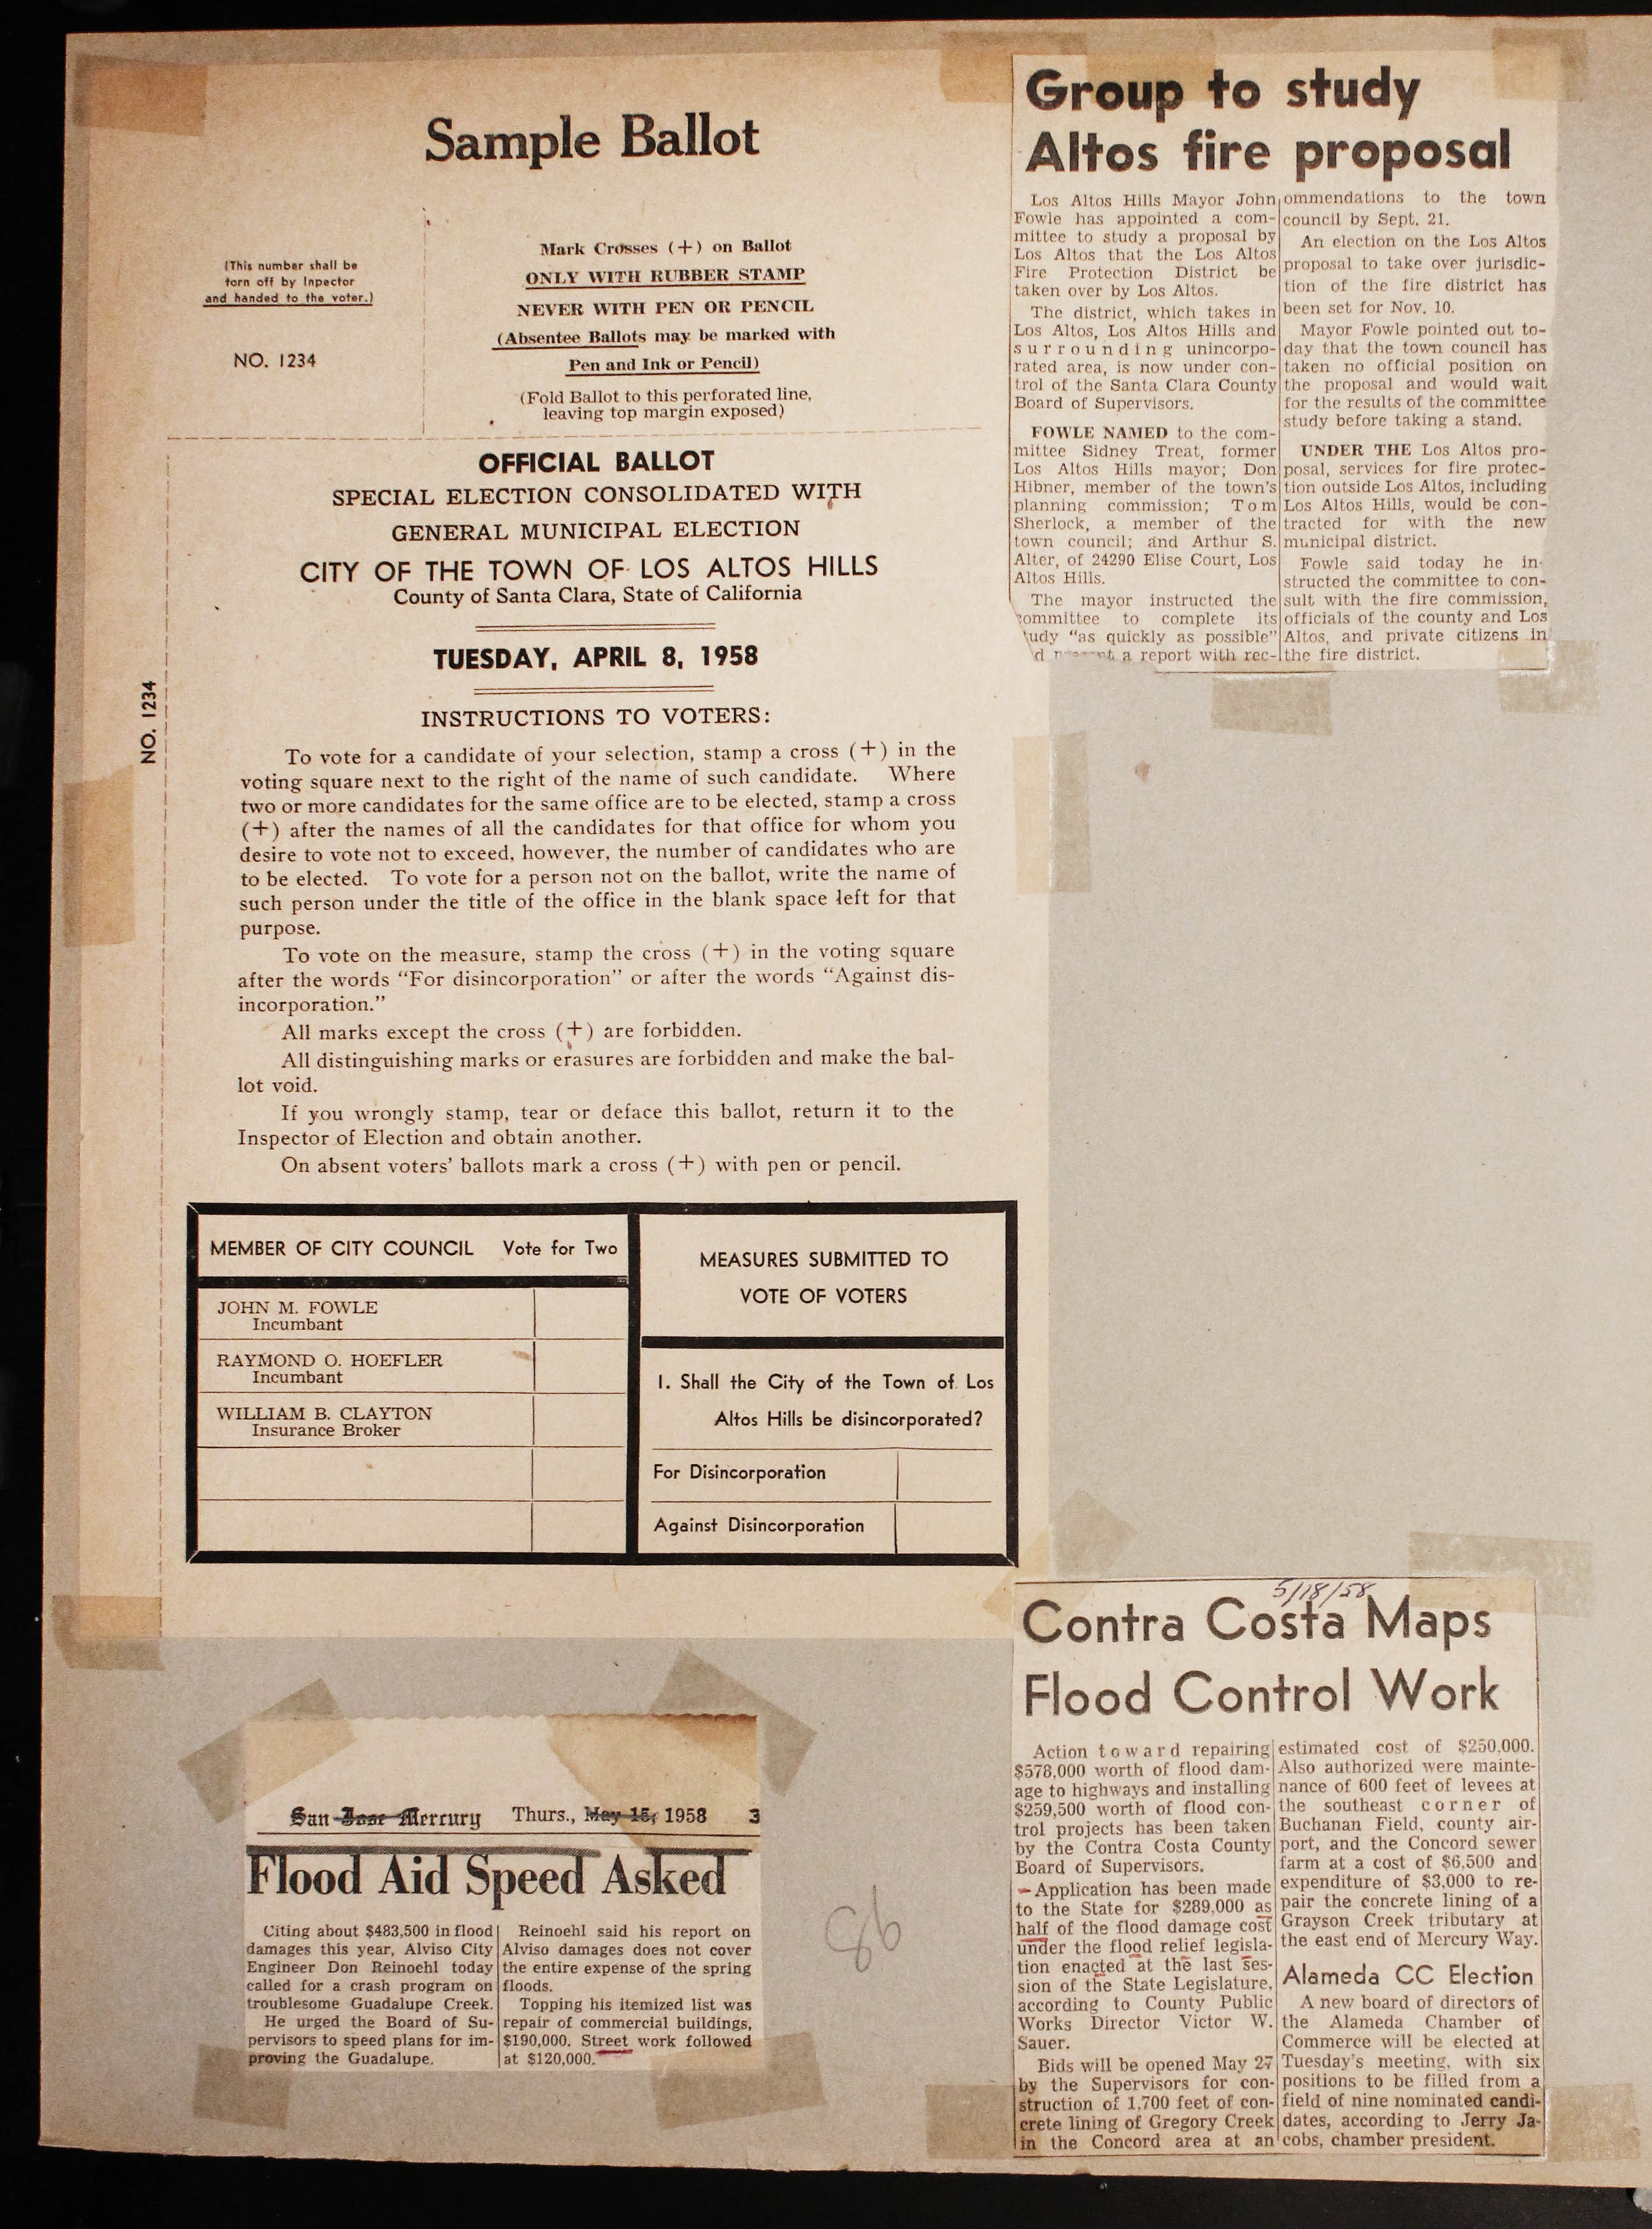 Sample Ballot
(This number shall be
torn off by Inpector
and handed to the voter.)
NO. 1234
Mark Crosses (+) on Ballot
ONLY WITH RUBBER STAMP
NEVER WITH PEN OR PENCIL
(Absentee Ballots may be marked with
Pen and Ink or Pencil)
(Fold Ballot to this perforated line,
leaving top margin exposed)
NO. 1234
OFFICIAL BALLOT
SPECIAL ELECTION CONSOLIDATED WITH
GENERAL MUNICIPAL ELECTION
CITY OF THE TOWN OF LOS ALTOS HILLS
County of Santa Clara, State of California
TUESDAY, APRIL 8, 1958
INSTRUCTIONS TO VOTERS:
To vote for a candidate of your selection, stamp a cross (+) in the
voting square next to the right of the name of such candidate. Where
two or more candidates for the same office are to be elected, stamp a cross
(+) after the names of all the candidates for that office for whom you
desire to vote not to exceed, however, the number of candidates who are
to be elected. To vote for a person not on the ballot, write the name of
such person under the title of the office in the blank space left for that
purpose.
To vote on the measure, stamp the cross (+) in the voting square
after the words “For disincorporation” or after the words “Against dis-
incorporation.”
All marks except the cross (+) are forbidden.
All distinguishing marks or erasures are forbidden and make the bal-
lot void.
If you wrongly stamp, tear or deface this ballot, return it to the
Inspector of Election and obtain another.
On absent voters’ ballots mark a cross (+) with pen or pencil.
MEMBER OF CITY COUNCIL Vote for Two
JOHN M. FOWLE
Incumbant
RAYMOND O. HOEFLER
Incumbant
WILLIAM B. CLAYTON
Insurance Broker
MEASURES SUBMITTED TO
VOTE OF VOTERS
1. Shall the City of the Town of Los
Altos Hills be disincorporated?
For Disincorporation
Against Disincorporation
Group to study
Altos fire proposal
Los Altos Hills Mayor John
Fowle has appointed a com-
mittee to study a proposal by
Los Altos that the Los Altos
Fire Protection District be
taken over by Los Altos.
The district, which takes in
Los Altos, Los Altos Hills and
surrounding unincorpo-
rated area, is now under con-
trol of the Santa Clara County
Board of Supervisors.
FOWLE NAMED to the com-
mittee Sidney Treat, former
Los Altos Hills mayor; Don
Hibner, member of the town's
planning commission; Tom
Sherlock, a member of the
town council; and Arthur S.
Alter, of 24290 Elise Court, Los
Altos Hills.
The mayor instructed the
committee to complete its
tudy “as quickly as possible”
d present a report with rec-
ommendations to the town
council by Sept. 21.
An election on the Los Altos
proposal to take over jurisdic-
tion of the fire district has
been set for Nov. 10.
Mayor Fowle pointed out to-
day that the town council has
taken no official position on
the proposal and would wait
for the results of the committee
study before taking a stand.
UNDER THE Los Altos pro-
posal, services for fire protec-
tion outside Los Altos, including
Los Altos Hills, would be con-
tracted for with the new
municipal district.
Fowle said today he in-
structed the committee to con-
sult with the fire commission,
officials of the county and Los
Altos, and private citizens in
the fire district.
San Jose Mercury Thurs., May 15, 1958 3
Flood Aid Speed Asked
Citing about $483,500 in flood
damages this year, Alviso City
Engineer Don Reinoehl today
called for a crash program on
troublesome Guadalupe Creek.
He urged the Board of Su-
pervisors to speed plans for im-
proving the Guadalupe.
Reinoehl said his report on
Alviso damages does not cover
the entire expense of the spring
floods.
Topping his itemized list was
repair of commercial buildings,
$190,000. Street work followed
at $120,000.
86
5/18/58
Contra Costa Maps
Flood Control Work
Action toward repairing
$578,000 worth of flood dam-
age to highways and installing
$259,500 worth of flood con-
trol projects has been taken
by the Contra Costa County
Board of Supervisors.
Application has been made
to the State for $289,000 as
half of the flood damage cost
under the flood relief legisla-
tion enacted at the last ses-
sion of the State Legislature,
according to County Public
Works Director Victor W.
Sauer.
Bids will be opened May 27
by the Supervisors for con-
struction of 1,700 feet of con-
crete lining of Gregory Creek
in the Concord area at an
estimated cost of $250,000.
Also authorized were mainte-
nance of 600 feet of levees at
the southeast corner of
Buchanan Field, county air-
port, and the Concord sewer
farm at a cost of $6,500 and
expenditure of $3,000 to re-
pair the concrete lining of a
Grayson Creek tributary at
the east end of Mercury Way.
Alameda CC Election
A new board of directors of
the Alameda Chamber of
Commerce will be elected at
Tuesday's meeting, with six
positions to be filled from a
field of nine nominated candi-
dates, according to Jerry Ja-
cobs, chamber president.